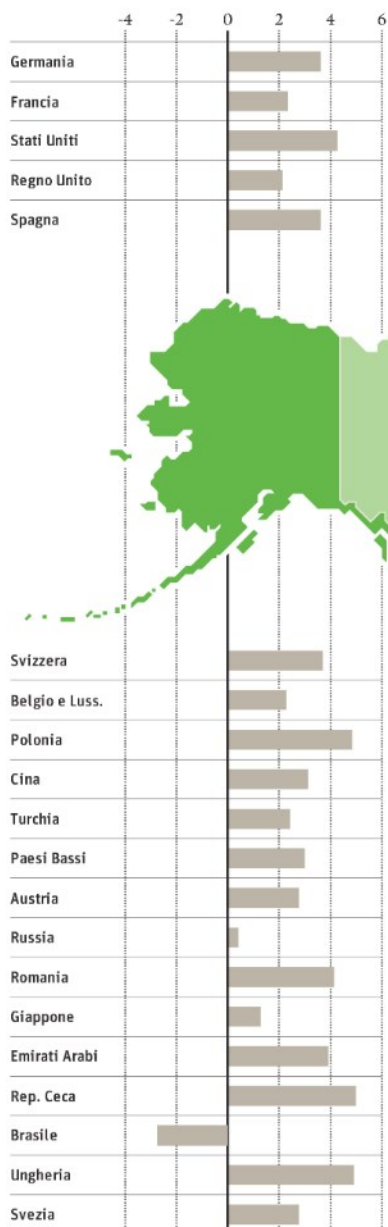 -4 -2 0 2 4 6
Germania
Francia
Stati Uniti
Regno Unito
Spagna
Svizzera
Belgio e Luss.
Polonia
Cina
Turchia
Paesi Bassi
Austria
Russia
Romania
Giappone
Emirati Arabi
Rep. Ceca
Brasile
Ungheria
Svezia